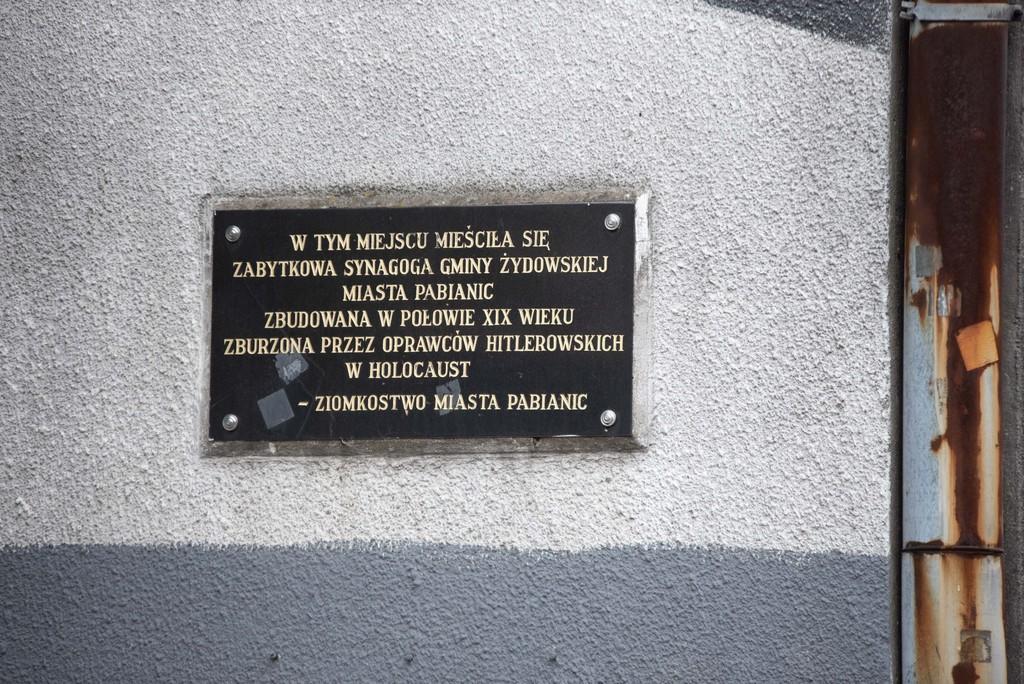 W TYM MIEJSCU MIEŚCIŁA SIĘ
ZABYTKOWA SYNAGOGA GMINY ŻYDOWSKIEJ
MIASTA PABIANIC
ZBUDOWANA W POŁOWIE XIX WIEKU
ZBURZONA PRZEZ OPRAWCÓW HITLEROWSKICH
W HOLOCAUST
– ZIOMKOSTWO MIASTA PABIANIC